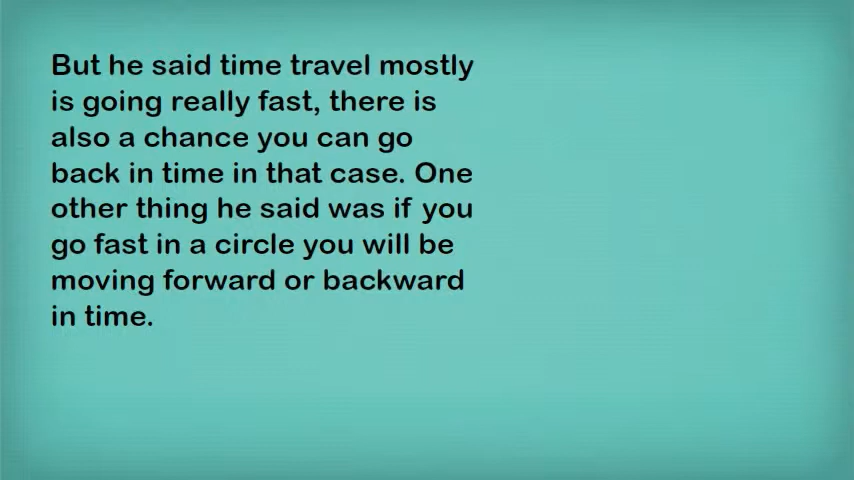 But he said time travel mostly
is going really fast, there is
also a chance you can go
back in time in that case. One
other thing he said was if you
go fast in a circle you will be
moving forward or backward
in time.